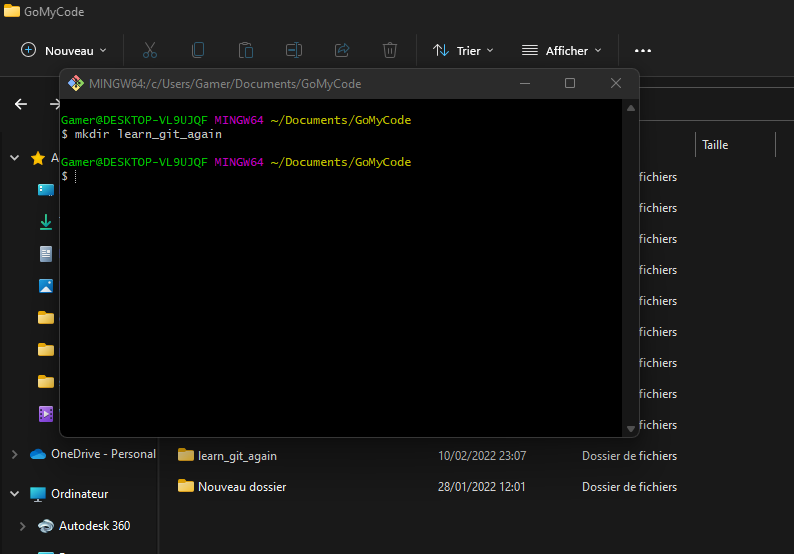 GoMyCode
Nouveau
Trier
Afficher
MINGW64:/c/Users/Gamer/Documents/GoMyCode
Gamer@DESKTOP-VL9UJQF MINGW64 ~/Documents/GoMyCode
$ mkdir learn_git_again
Gamer@DESKTOP-VL9UJQF MINGW64 ~/Documents/GoMyCode
$
Taille
fichiers
fichiers
fichiers
fichiers
fichiers
fichiers
fichiers
fichiers
fichiers
OneDrive - Personal
learn_git_again 10/02/2022 23:07 Dossier de fichiers
Nouveau dossier 28/01/2022 12:01 Dossier de fichiers
Ordinateur
Autodesk 360